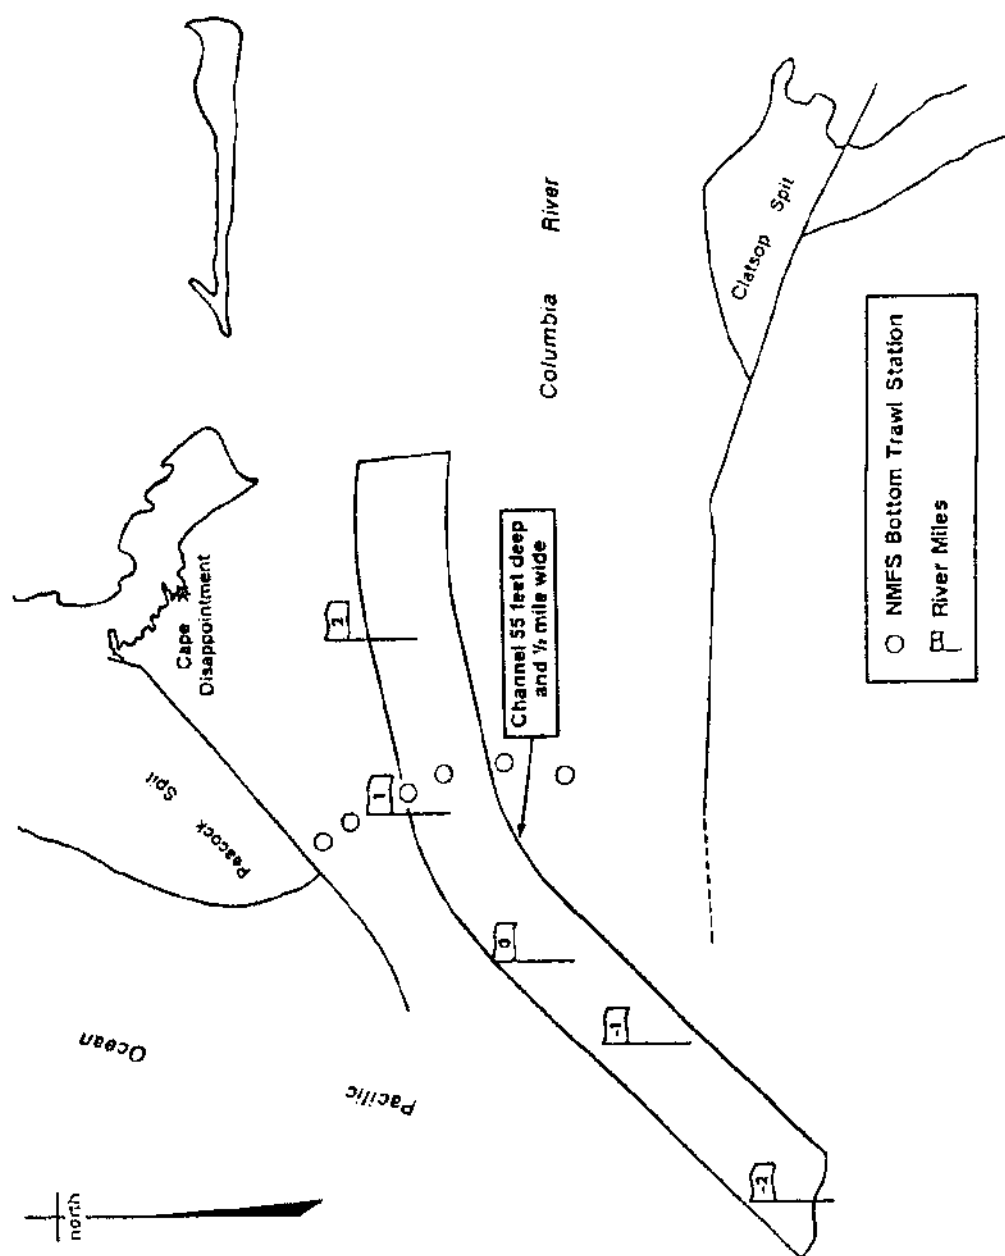 north
Ocean
Pacific
Peacock
Spit
Cape
Disappointment
Columbia River
Channel 55 feet deep
and ½ mile wide
Clatsop Spit
-2
-1
0
1
2
NMFS Bottom Trawl Station
River Miles